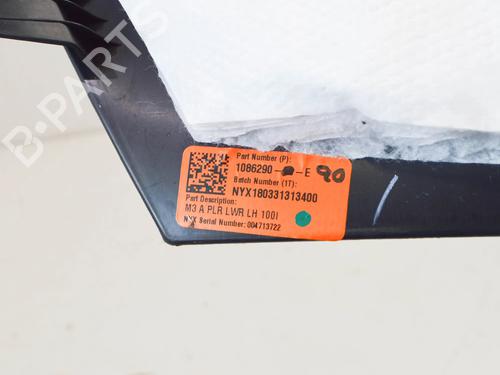 B-PARTS
Part Number (P):
1086290- -E 90
Batch Number (1T):
NYX180331313400
Part Description:
M3 A PLR LWR LH 100I
NYX Serial Number: 004713722